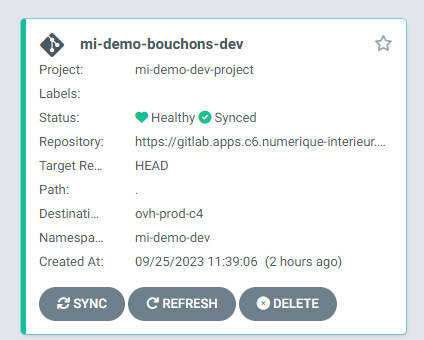 mi-demo-bouchons-dev
Project: mi-demo-dev-project
Labels:
Status: Healthy Synced
Repository: https://gitlab.apps.c6.numerique-interieur....
Target Re... HEAD
Path: .
Destinati... ovh-prod-c4
Namespa... mi-demo-dev
Created At: 09/25/2023 11:39:06 (2 hours ago)
SYNC REFRESH DELETE